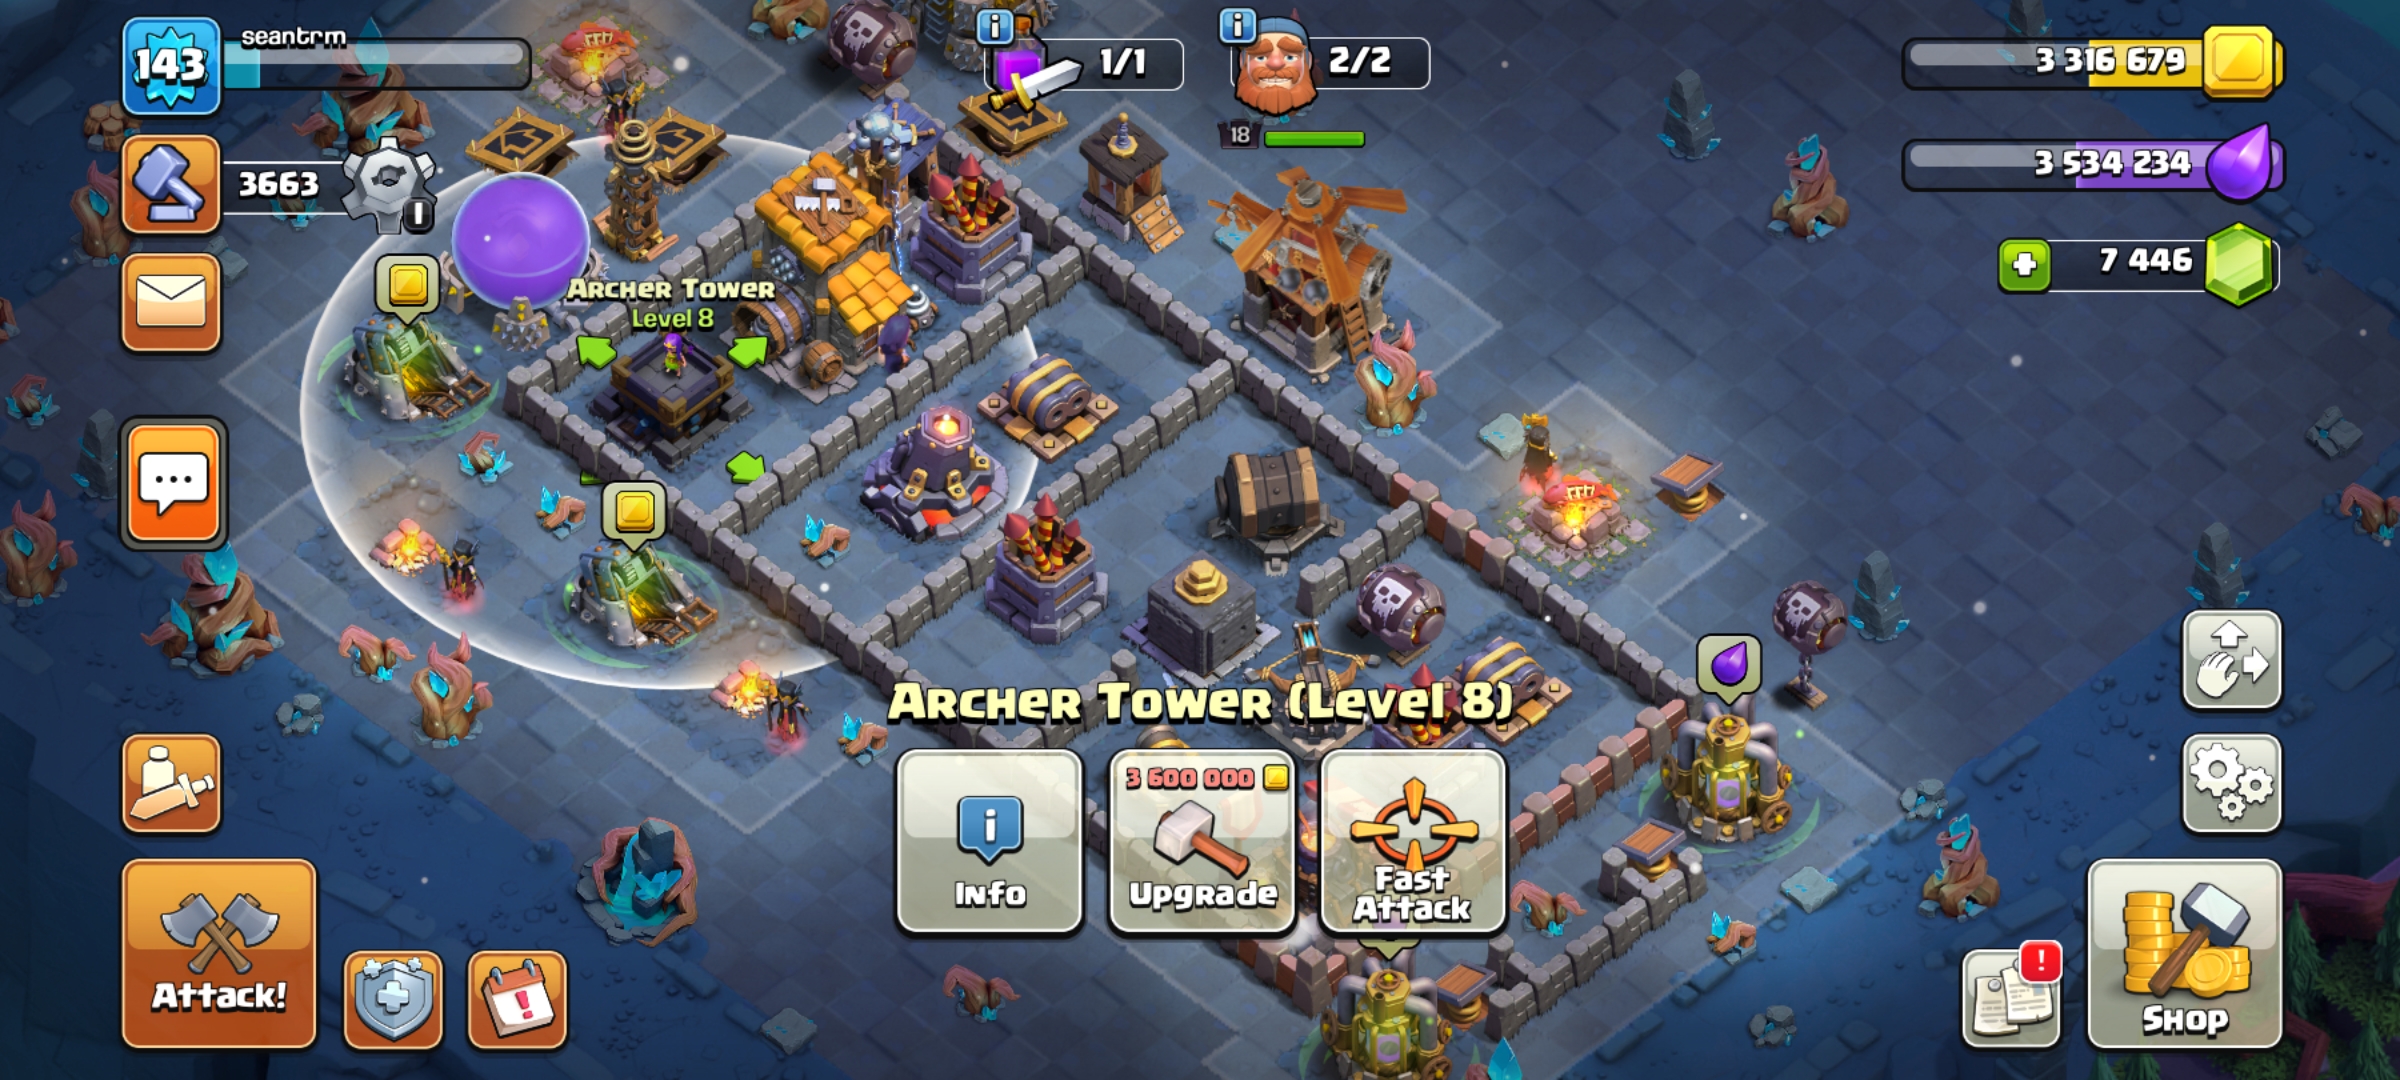 seantrm
143
1/1
2/2
3 316 679
18
3 534 234
3663
I
7 446
Archer Tower
Level 8
Archer Tower (Level 8)
3 600 000
Info
Upgrade
Fast
Attack
Attack!
!
Shop